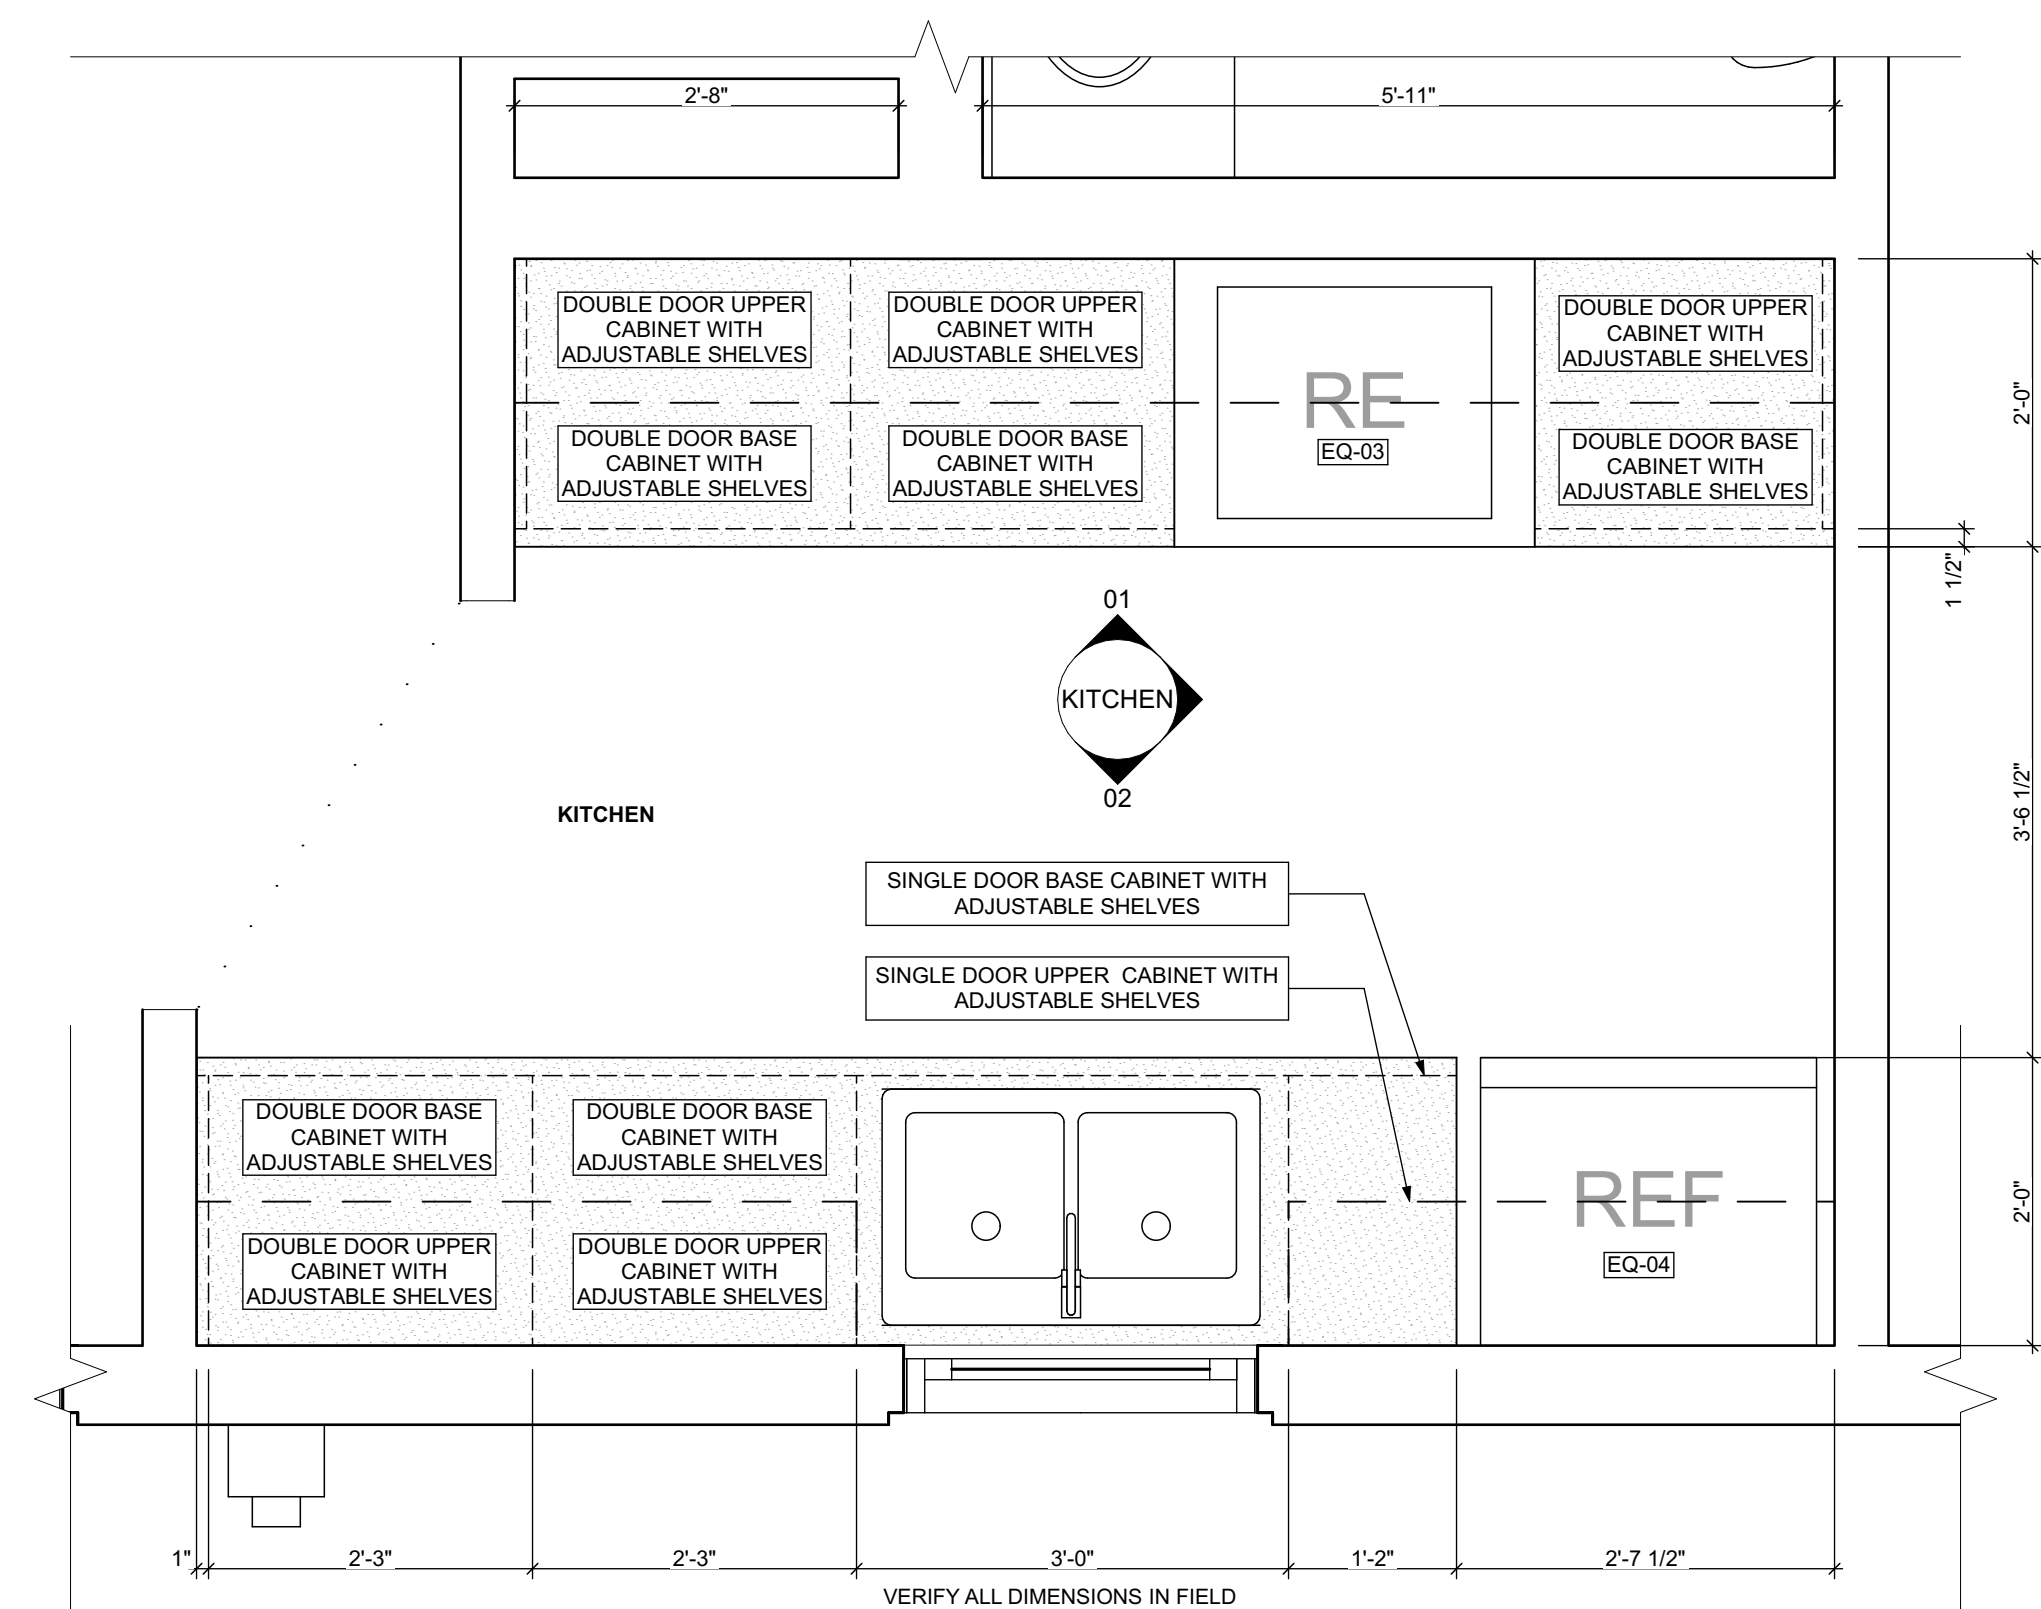 2'-8"
5'-11"
DOUBLE DOOR UPPER
CABINET WITH
ADJUSTABLE SHELVES
DOUBLE DOOR UPPER
CABINET WITH
ADJUSTABLE SHELVES
DOUBLE DOOR UPPER
CABINET WITH
ADJUSTABLE SHELVES
RE
EQ-03
DOUBLE DOOR BASE
CABINET WITH
ADJUSTABLE SHELVES
DOUBLE DOOR BASE
CABINET WITH
ADJUSTABLE SHELVES
DOUBLE DOOR BASE
CABINET WITH
ADJUSTABLE SHELVES
2'-0"
1 1/2"
01
KITCHEN
02
KITCHEN
3'-6 1/2"
SINGLE DOOR BASE CABINET WITH
ADJUSTABLE SHELVES
SINGLE DOOR UPPER CABINET WITH
ADJUSTABLE SHELVES
DOUBLE DOOR BASE
CABINET WITH
ADJUSTABLE SHELVES
DOUBLE DOOR BASE
CABINET WITH
ADJUSTABLE SHELVES
DOUBLE DOOR UPPER
CABINET WITH
ADJUSTABLE SHELVES
DOUBLE DOOR UPPER
CABINET WITH
ADJUSTABLE SHELVES
REF
EQ-04
2'-0"
1"
2'-3"
2'-3"
3'-0"
1'-2"
2'-7 1/2"
VERIFY ALL DIMENSIONS IN FIELD